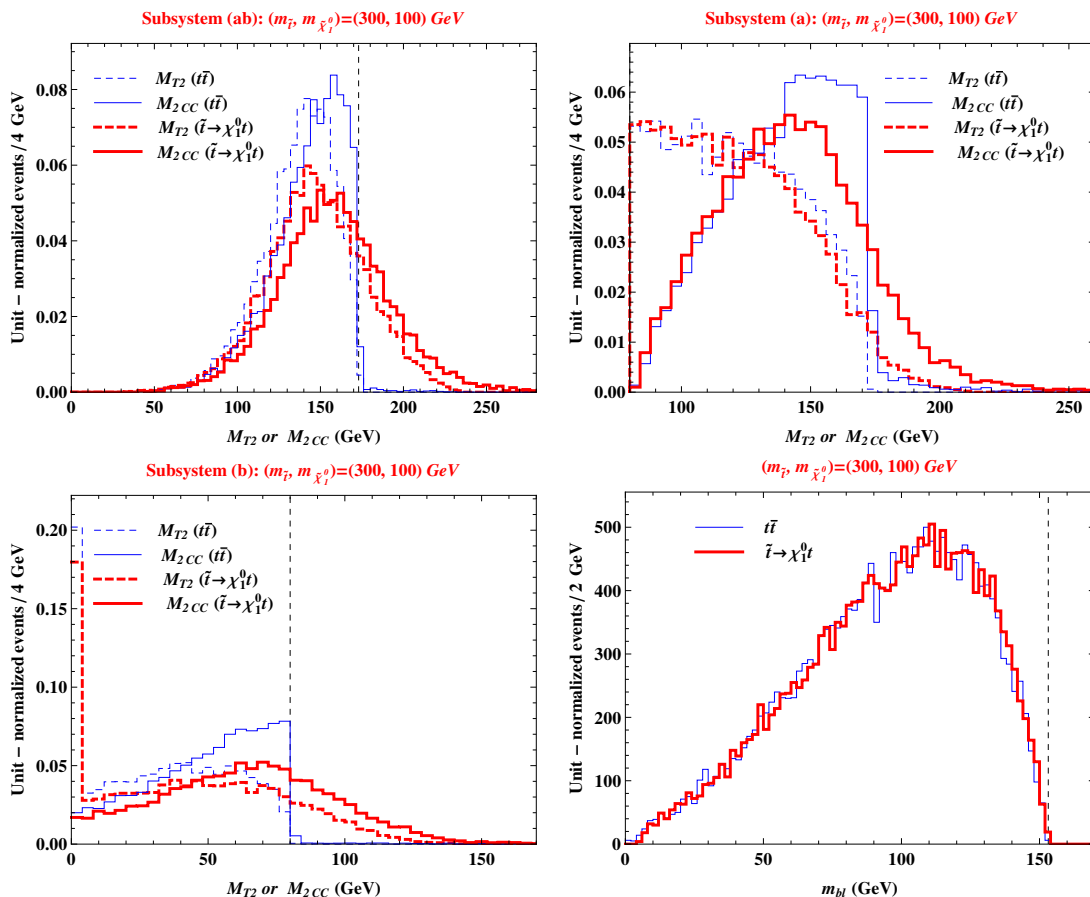 Subsystem (ab): (m_t̃, m_χ̃₁⁰)=(300, 100) GeV
Unit − normalized events / 4 GeV
0.08
0.06
0.04
0.02
0.00
M_T2 (tt̄)
M_2CC (tt̄)
M_T2 (t̃→χ₁⁰t)
M_2CC (t̃→χ₁⁰t)
0 50 100 150 200 250
M_T2 or M_2CC (GeV)
Subsystem (a): (m_t̃, m_χ̃₁⁰)=(300, 100) GeV
Unit − normalized events / 4 GeV
0.06
0.05
0.04
0.03
0.02
0.01
0.00
M_T2 (tt̄)
M_2CC (tt̄)
M_T2 (t̃→χ₁⁰t)
M_2CC (t̃→χ₁⁰t)
100 150 200 250
M_T2 or M_2CC (GeV)
Subsystem (b): (m_t̃, m_χ̃₁⁰)=(300, 100) GeV
Unit − normalized events / 4 GeV
0.20
0.15
0.10
0.05
0.00
M_T2 (tt̄)
M_2CC (tt̄)
M_T2 (t̃→χ₁⁰t)
M_2CC (t̃→χ₁⁰t)
0 50 100 150
M_T2 or M_2CC (GeV)
(m_t̃, m_χ̃₁⁰)=(300, 100) GeV
Unit − normalized events / 2 GeV
500
400
300
200
100
0
tt̄
t̃→χ₁⁰t
0 50 100 150
m_bl (GeV)